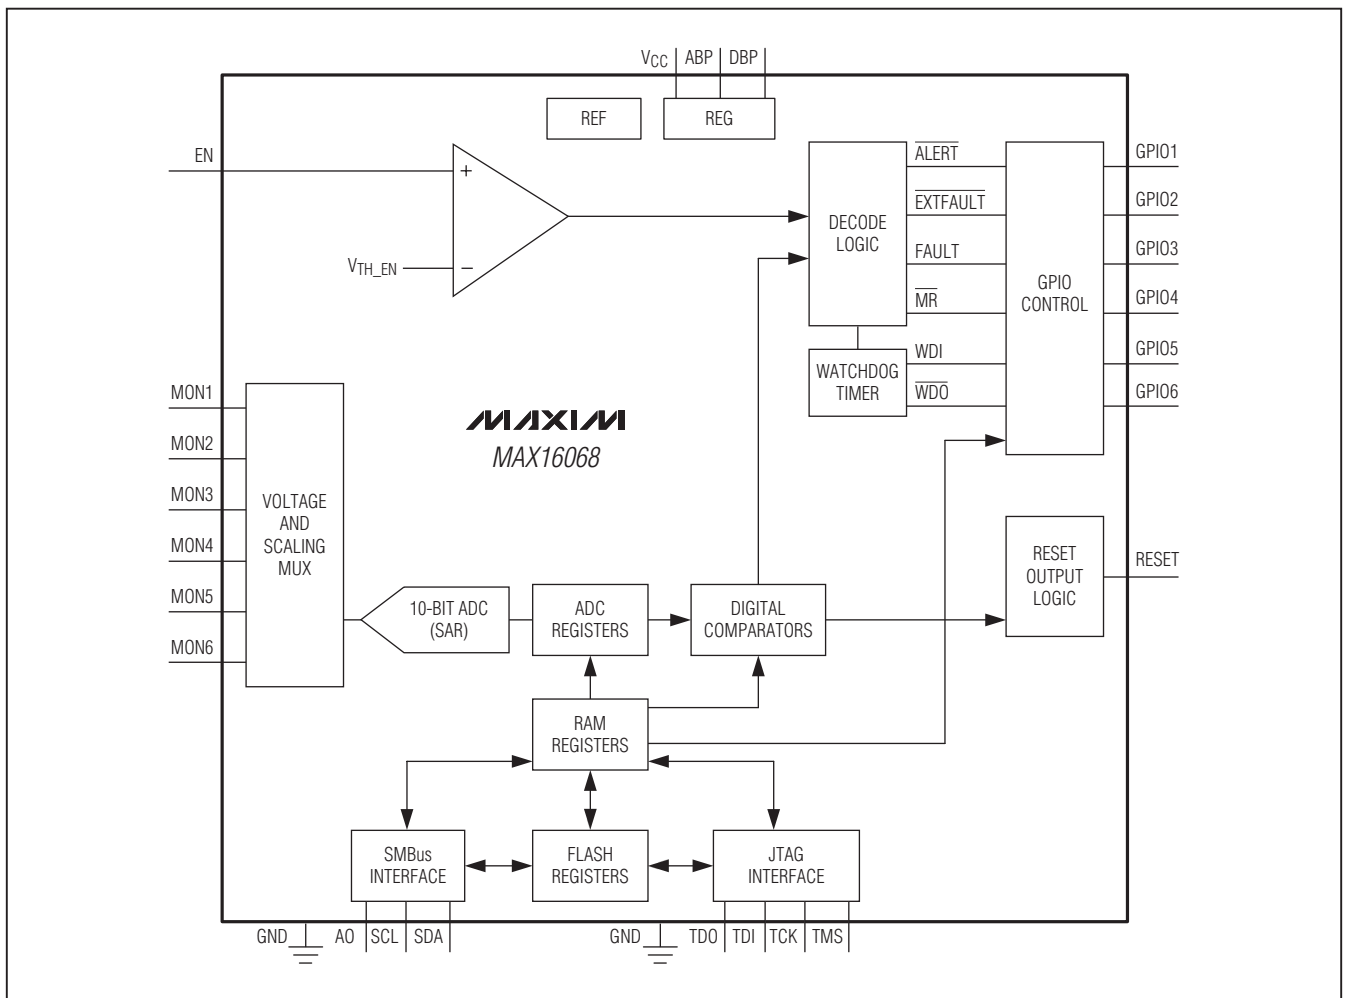 VCC ABP DBP
REF
REG
EN
+
VTH_EN
−
DECODE
LOGIC
ALERT
EXTFAULT
FAULT
MR
GPIO
CONTROL
GPIO1
GPIO2
GPIO3
GPIO4
GPIO5
GPIO6
WATCHDOG
TIMER
WDI
WDO
MAXIM
MAX16068
MON1
MON2
MON3
MON4
MON5
MON6
VOLTAGE
AND
SCALING
MUX
10-BIT ADC
(SAR)
ADC
REGISTERS
DIGITAL
COMPARATORS
RESET
OUTPUT
LOGIC
RESET
RAM
REGISTERS
SMBus
INTERFACE
FLASH
REGISTERS
JTAG
INTERFACE
GND
A0 SCL SDA
GND
TDO TDI TCK TMS